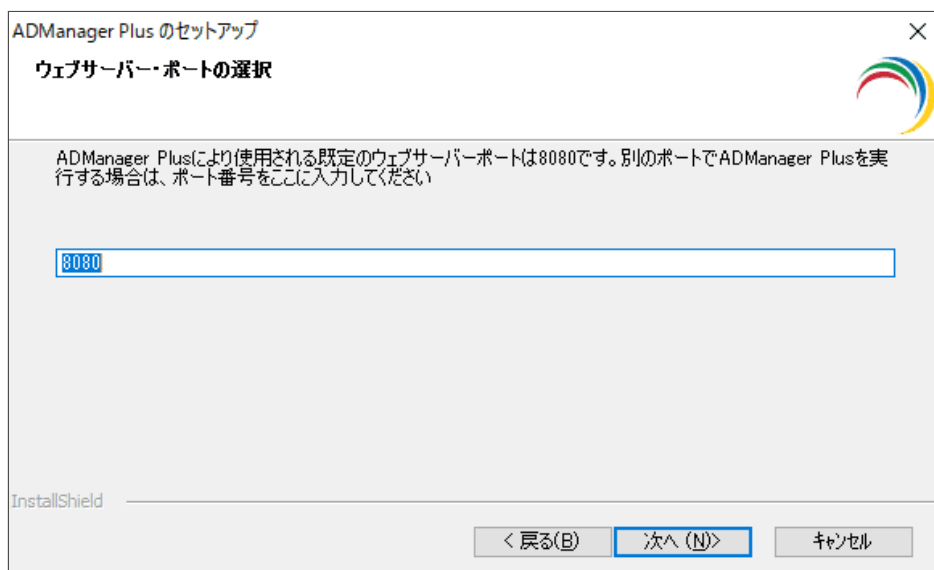 ADManager Plus のセットアップ
ウェブサーバー・ポートの選択
ADManager Plusにより使用される既定のウェブサーバーポートは8080です。別のポートでADManager Plusを実
行する場合は、ポート番号をここに入力してください
8080
InstallShield
< 戻る(B)
次へ (N)>
キャンセル